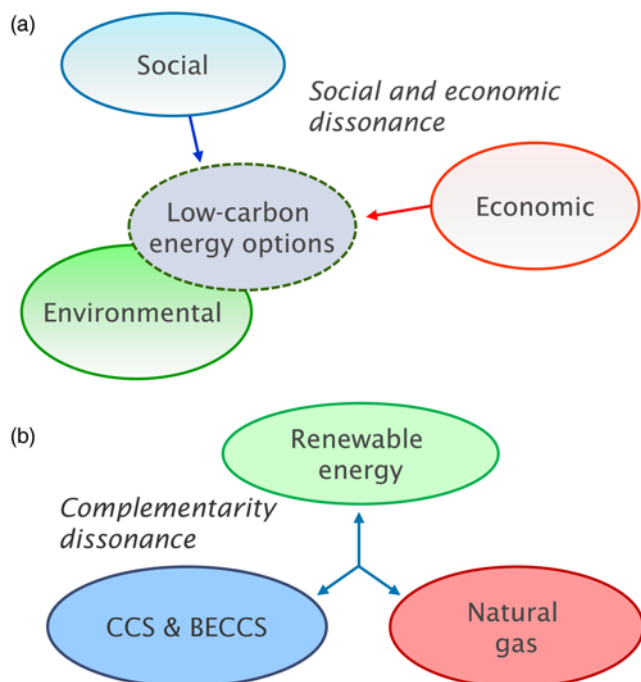 (a)
Social
Social and economic
dissonance
Low-carbon
energy options
Economic
Environmental
(b)
Renewable
energy
Complementarity
dissonance
CCS & BECCS
Natural
gas